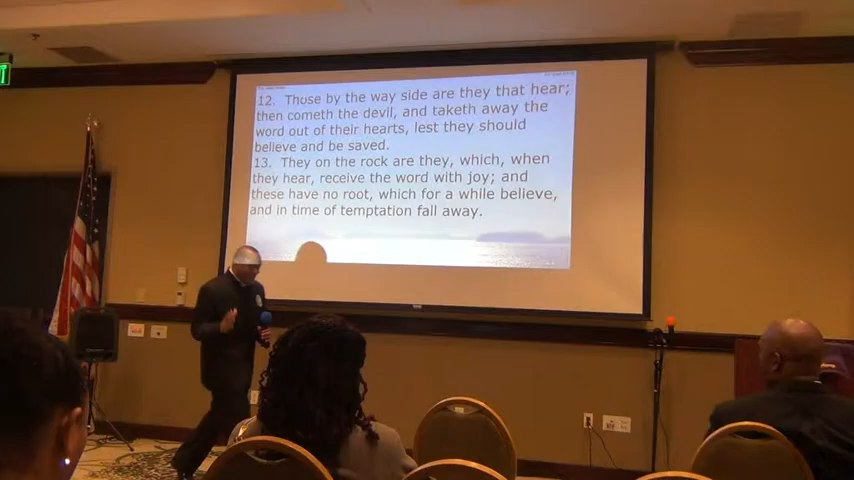 12. Those by the way side are they that hear;
then cometh the devil, and taketh away the
word out of their hearts, lest they should
believe and be saved.
13. They on the rock are they, which, when
they hear, receive the word with joy; and
these have no root, which for a while believe,
and in time of temptation fall away.